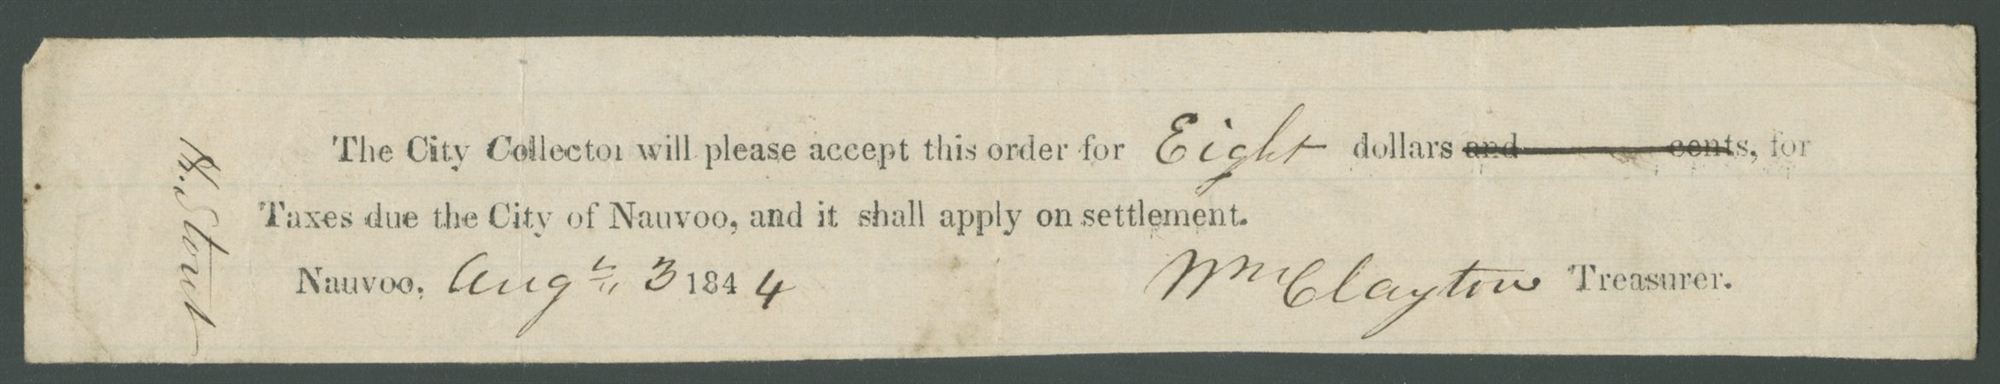 The City Collector will please accept this order for Eight dollars and cents, for
Taxes due the City of Nauvoo, and it shall apply on settlement.
Nauvoo, Augt, 3 1844 Wm Clayton Treasurer.
H. Stout